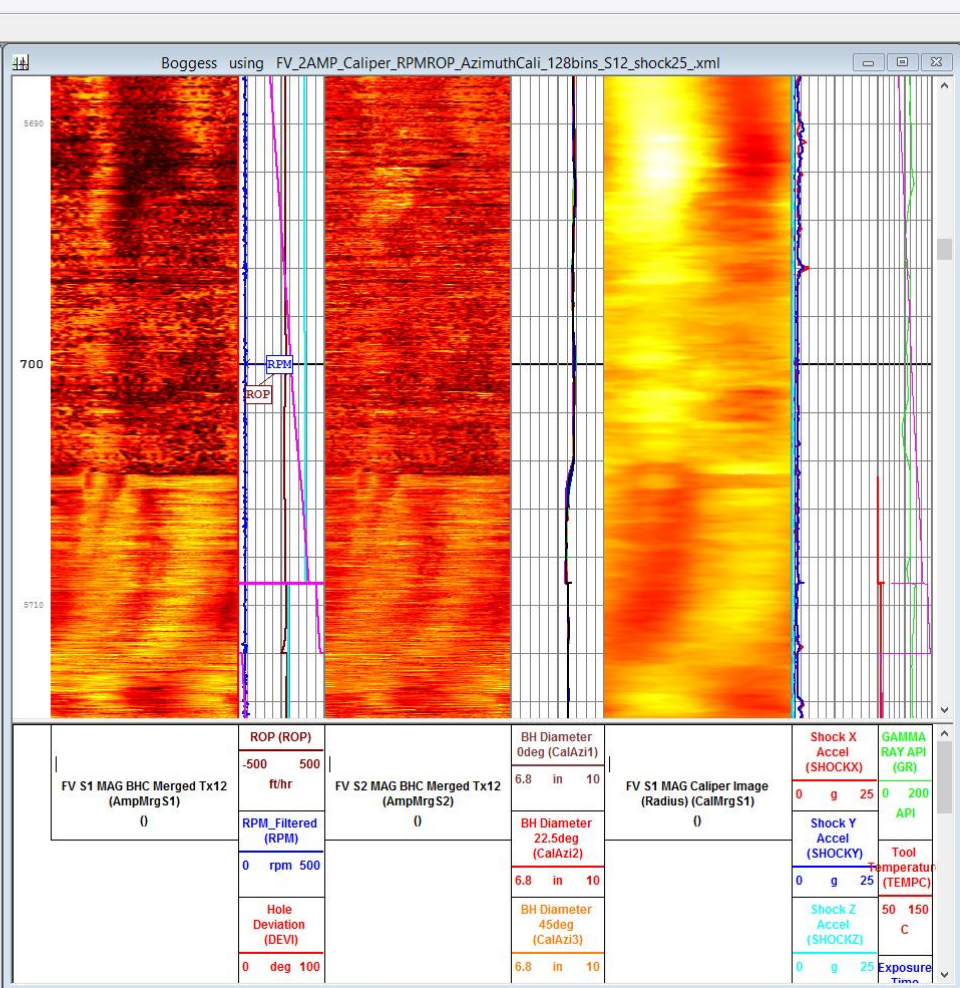 Boggess using FV_2AMP_Caliper_RPMROP_AzimuthCali_128bins_S12_shock25_.xml
5690
700
RPM
ROP
5710
FV S1 MAG BHC Merged Tx12
(AmpMrgS1)
()
ROP (ROP)
-500 500
ft/hr
RPM_Filtered
(RPM)
0 rpm 500
Hole
Deviation
(DEVI)
0 deg 100
FV S2 MAG BHC Merged Tx12
(AmpMrgS2)
()
BH Diameter
0deg (CalAzi1)
6.8 in 10
BH Diameter
22.5deg
(CalAzi2)
6.8 in 10
BH Diameter
45deg
(CalAzi3)
6.8 in 10
FV S1 MAG Caliper Image
(Radius) (CalMrgS1)
()
Shock X
Accel
(SHOCKX)
0 g 25
Shock Y
Accel
(SHOCKY)
0 g 25
Shock Z
Accel
(SHOCKZ)
0 g 25
GAMMA
RAY API
(GR)
0 200
API
Tool
Temperatur
(TEMPC)
50 150
C
Exposure
Time